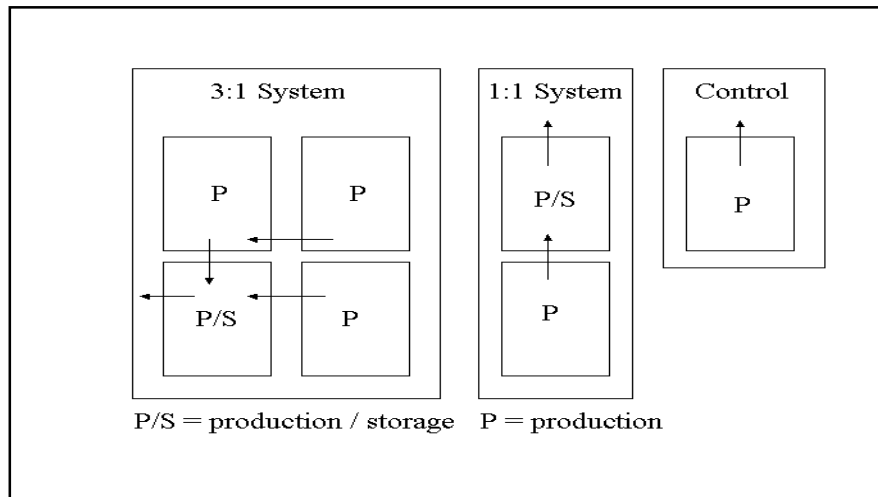 3:1 System
1:1 System
Control
P
P
P/S
P
P/S
P
P
P/S = production / storage
P = production